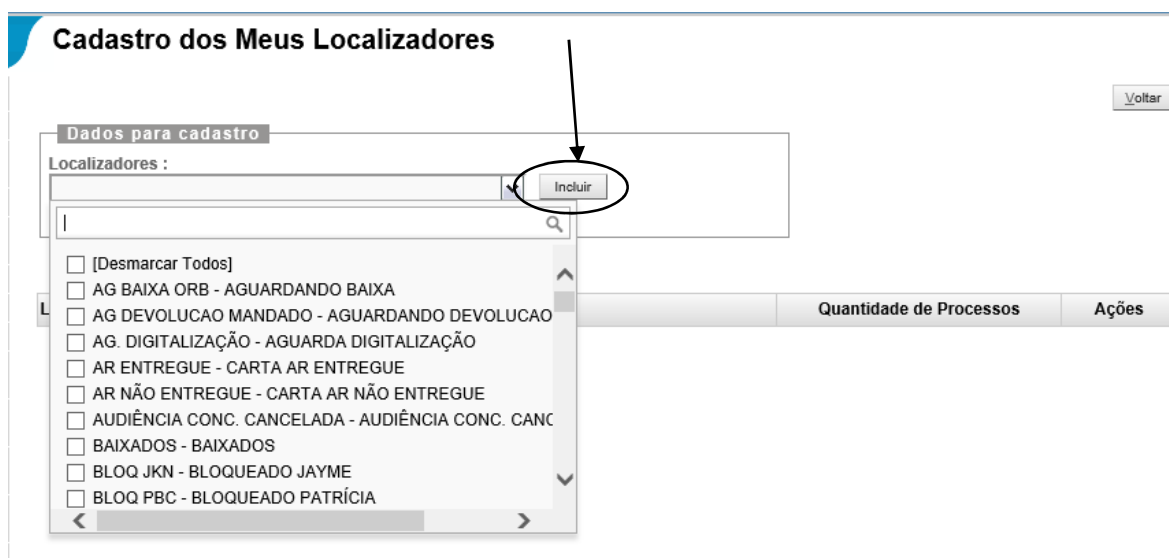 Cadastro dos Meus Localizadores
Voltar
Dados para cadastro
Localizadores :
Incluir
[Desmarcar Todos]
AG BAIXA ORB - AGUARDANDO BAIXA
AG DEVOLUCAO MANDADO - AGUARDANDO DEVOLUCAO
AG. DIGITALIZAÇÃO - AGUARDA DIGITALIZAÇÃO
AR ENTREGUE - CARTA AR ENTREGUE
AR NÃO ENTREGUE - CARTA AR NÃO ENTREGUE
AUDIÊNCIA CONC. CANCELADA - AUDIÊNCIA CONC. CANC
BAIXADOS - BAIXADOS
BLOQ JKN - BLOQUEADO JAYME
BLOQ PBC - BLOQUEADO PATRÍCIA
L Quantidade de Processos Ações